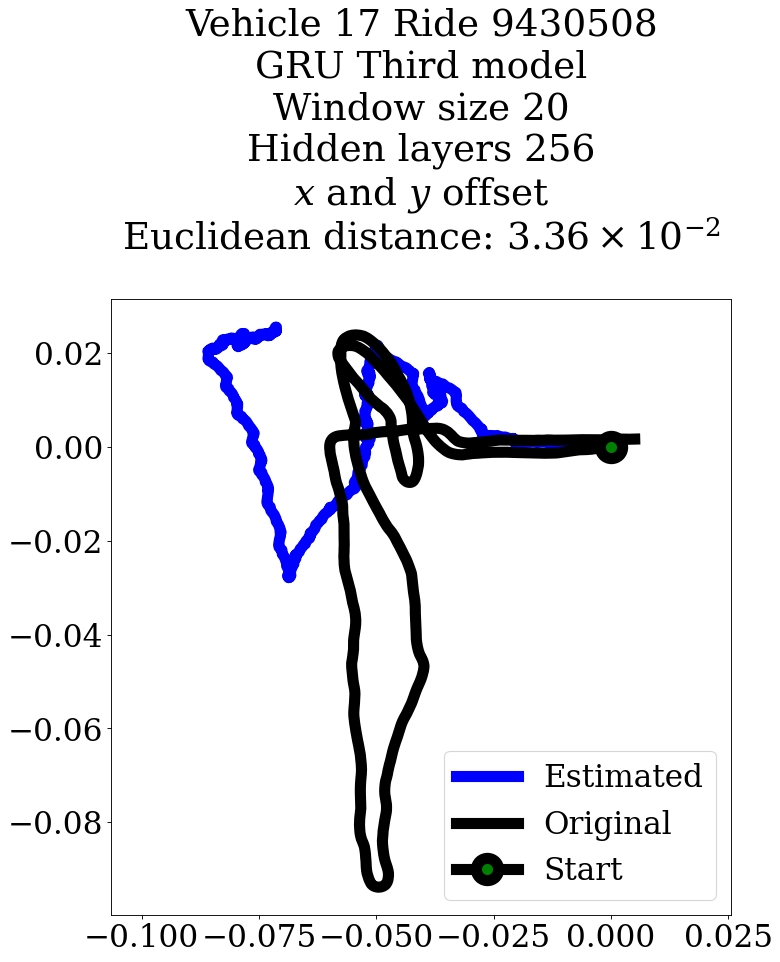 Vehicle 17 Ride 9430508
GRU Third model
Window size 20
Hidden layers 256
x and y offset
Euclidean distance: 3.36 × 10⁻²
0.02
0.00
−0.02
−0.04
−0.06
−0.08
Estimated
Original
Start
−0.100 −0.075 −0.050 −0.025 0.000 0.025